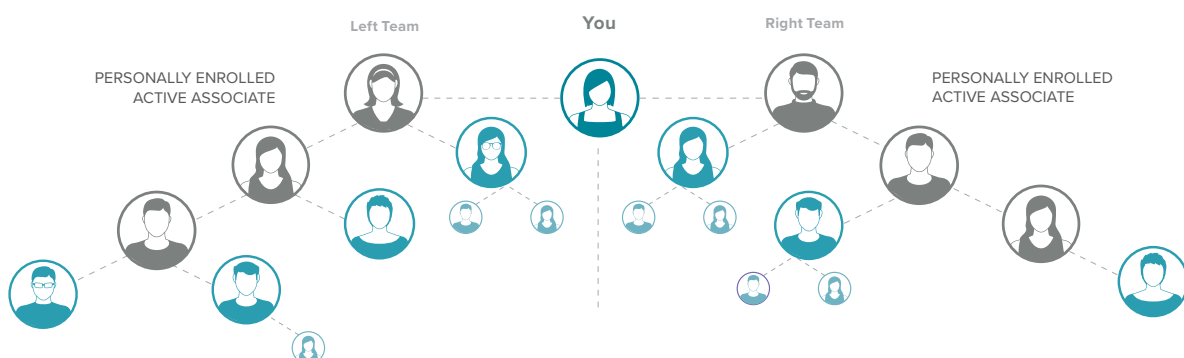 Left Team
You
Right Team
PERSONALLY ENROLLED
ACTIVE ASSOCIATE
PERSONALLY ENROLLED
ACTIVE ASSOCIATE